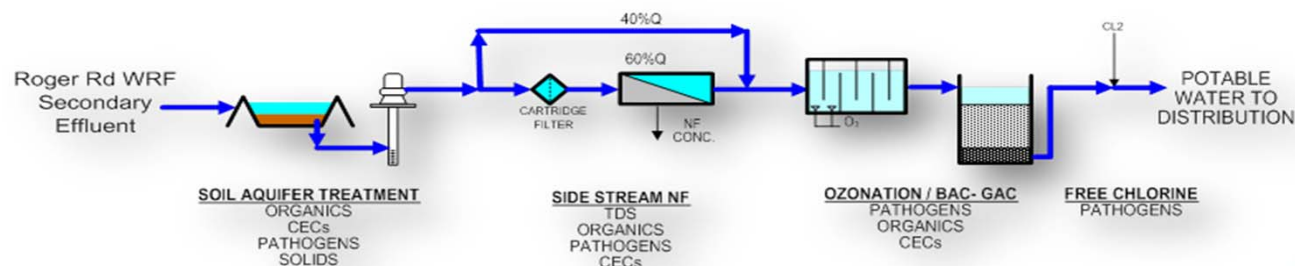 Roger Rd WRF
Secondary
Effluent
40%Q
60%Q
CARTRIDGE
FILTER
NF
CONC.
O₃
CL2
POTABLE
WATER TO
DISTRIBUTION
SOIL AQUIFER TREATMENT
ORGANICS
CECs
PATHOGENS
SOLIDS
SIDE STREAM NF
TDS
ORGANICS
PATHOGENS
CECs
OZONATION / BAC- GAC
PATHOGENS
ORGANICS
CECs
FREE CHLORINE
PATHOGENS